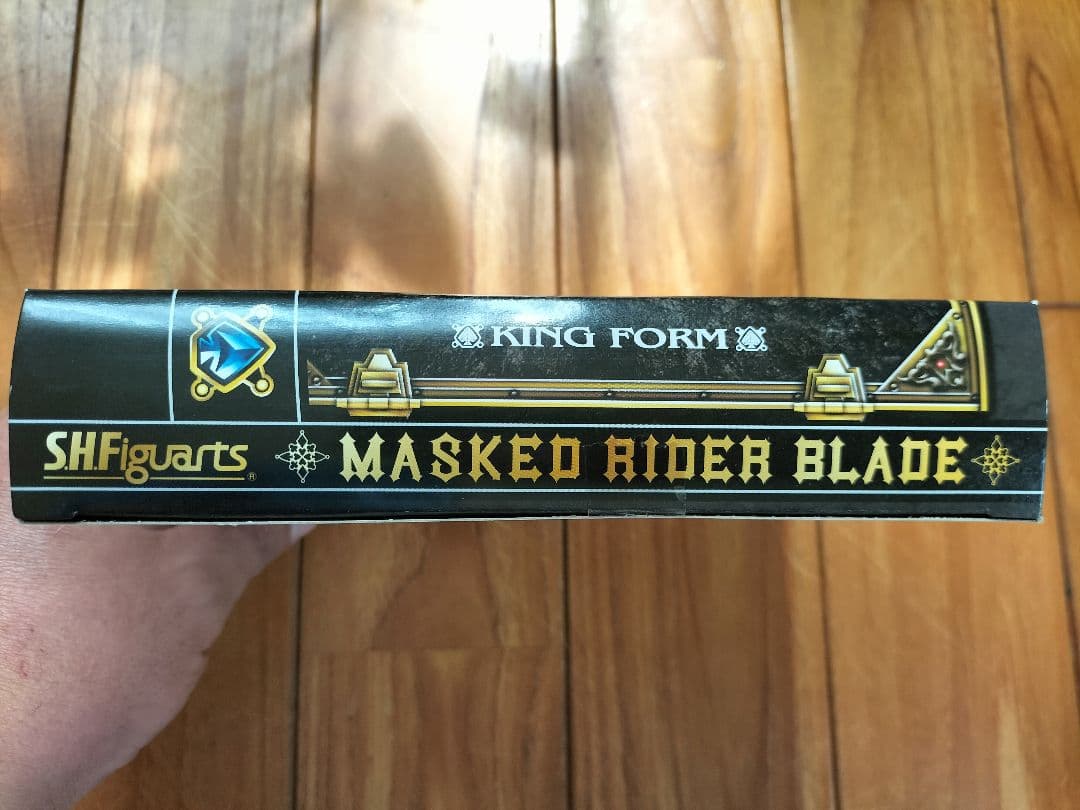 KING FORM
S.H.Figuarts® MASKED RIDER BLADE